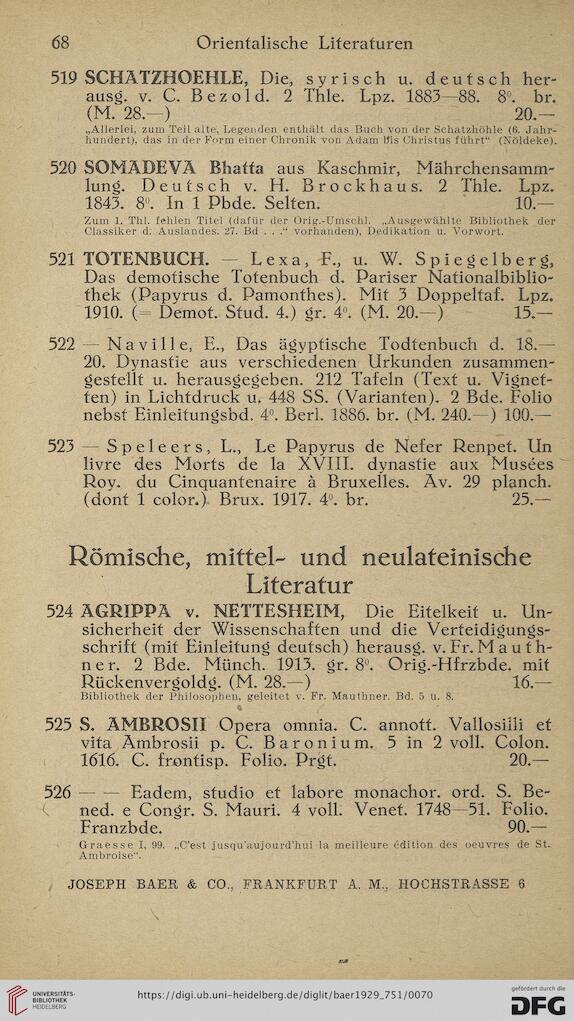 68 Orientalische Literaturen
519 SCHATZHOEHLE, Die, syrisch u. deutsch her-
ausg. v. C. Bezold. 2 Thle. Lpz. 1883—88. 8⁰. br.
(M. 28.—) 20.—
„Allerlei, zum Teil alte, Legenden enthält das Buch von der Schatzhöhle (6. Jahr-
hundert), das in der Form einer Chronik von Adam bis Christus führt“ (Nöldeke).
520 SOMADEVA Bhatta aus Kaschmir, Mährchensamm-
lung. Deutsch v. H. Brockhaus. 2 Thle. Lpz.
1843. 8⁰. In 1 Pbde. Selten. 10.—
Zum 1. Thl. fehlen Titel (dafür der Orig.-Umschl. „Ausgewählte Bibliothek der
Classiker d. Auslandes. 27. Bd . . .“ vorhanden), Dedikation u. Vorwort.
521 TOTENBUCH. — Lexa, F., u. W. Spiegelberg,
Das demotische Totenbuch d. Pariser Nationalbiblio-
thek (Papyrus d. Pamonthes). Mit 3 Doppeltaf. Lpz.
1910. (= Demot. Stud. 4.) gr. 4⁰. (M. 20.—) 15.—
522 — Naville, E., Das ägyptische Todtenbuch d. 18.—
20. Dynastie aus verschiedenen Urkunden zusammen-
gestellt u. herausgegeben. 212 Tafeln (Text u. Vignet-
ten) in Lichtdruck u. 448 SS. (Varianten). 2 Bde. Folio
nebst Einleitungsbd. 4⁰. Berl. 1886. br. (M. 240.—) 100.—
523 — Speleers, L., Le Papyrus de Nefer Renpet. Un
livre des Morts de la XVIII. dynastie aux Musées
Roy. du Cinquantenaire à Bruxelles. Av. 29 planch.
(dont 1 color.). Brux. 1917. 4⁰. br. 25.—
Römische, mittel- und neulateinische
Literatur
524 AGRIPPA v. NETTESHEIM, Die Eitelkeit u. Un-
sicherheit der Wissenschaften und die Verteidigungs-
schrift (mit Einleitung deutsch) herausg. v. Fr. Mauth-
ner. 2 Bde. Münch. 1913. gr. 8⁰. Orig.-Hfrzbde. mit
Rückenvergoldg. (M. 28.—) 16.—
Bibliothek der Philosophen, geleitet v. Fr. Mauthner. Bd. 5 u. 8.
525 S. AMBROSII Opera omnia. C. annott. Vallosilli et
vita Ambrosii p. C. Baronium. 5 in 2 voll. Colon.
1616. C. frontisp. Folio. Prgt. 20.—
526 — — Eadem, studio et labore monachor. ord. S. Be-
ned. e Congr. S. Mauri. 4 voll. Venet. 1748—51. Folio.
Franzbde. 90.—
Graesse I, 99. „C'est jusqu'aujourd'hui la meilleure édition des oeuvres de St.
Ambroise“.
JOSEPH BAER & CO., FRANKFURT A. M., HOCHSTRASSE 6
UNIVERSITÄTS-
BIBLIOTHEK
HEIDELBERG
https://digi.ub.uni-heidelberg.de/diglit/baer1929_751/0070
gefördert durch die
DFG